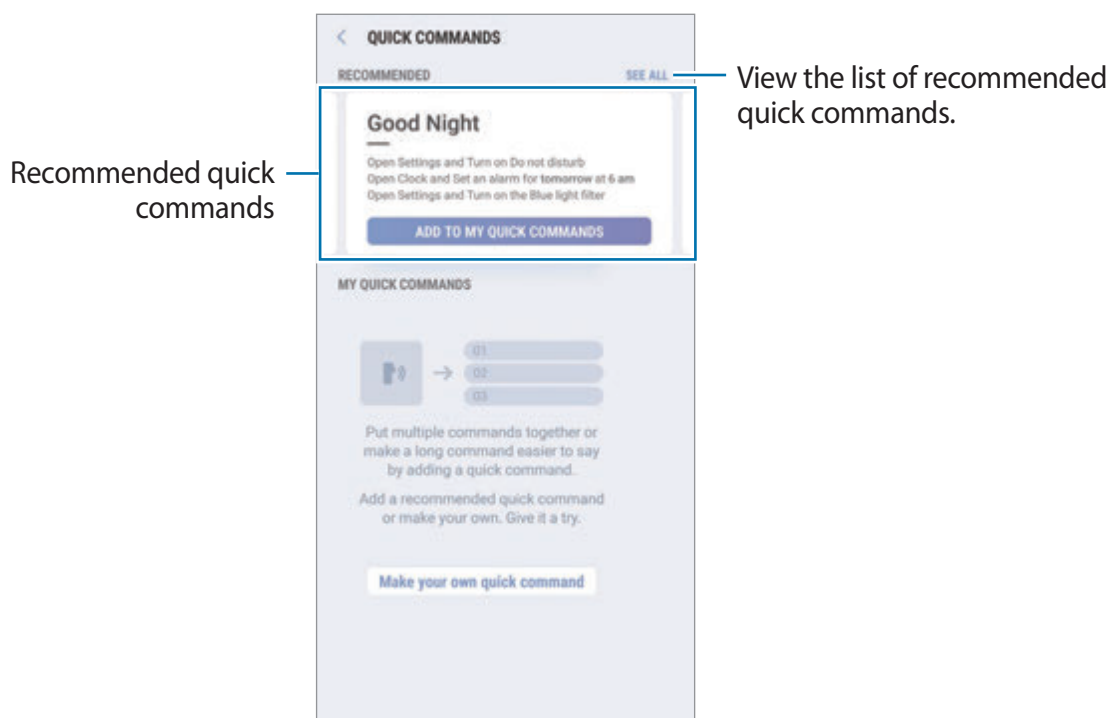 QUICK COMMANDS
RECOMMENDED
SEE ALL
View the list of recommended
quick commands.
Recommended quick
commands
Good Night
Open Settings and Turn on Do not disturb
Open Clock and Set an alarm for tomorrow at 6 am
Open Settings and Turn on the Blue light filter
ADD TO MY QUICK COMMANDS
MY QUICK COMMANDS
01
02
03
Put multiple commands together or
make a long command easier to say
by adding a quick command.
Add a recommended quick command
or make your own. Give it a try.
Make your own quick command